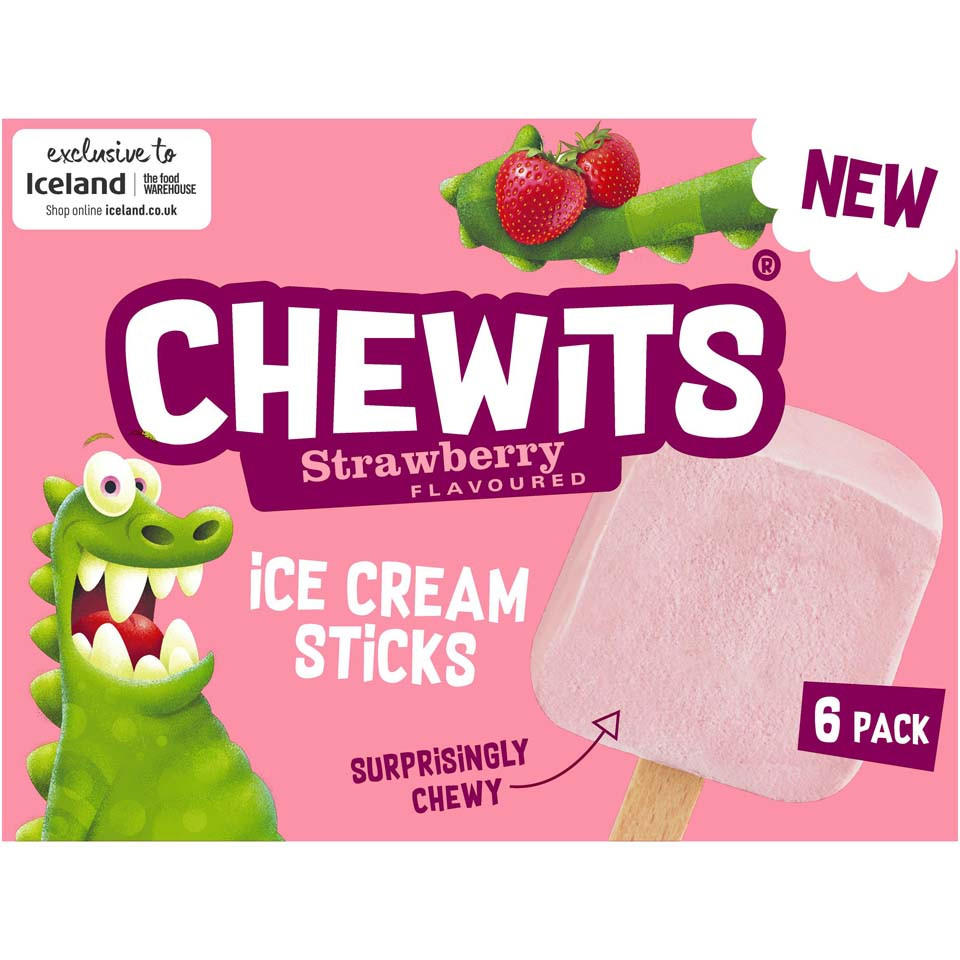 exclusive to
Iceland | the food WAREHOUSE
Shop online iceland.co.uk
NEW
CHEWiTS®
Strawberry
FLAVOURED
iCE CREAM
STiCKS
6 PACK
SURPRiSiNGLY
CHEWY